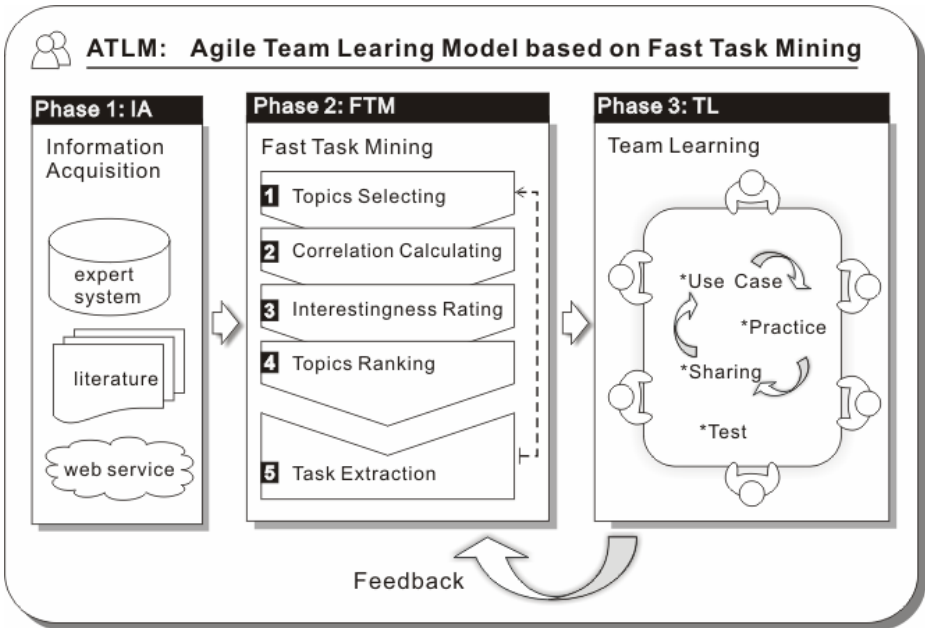 ATLM: Agile Team Learing Model based on Fast Task Mining
Phase 1: IA
Information
Acquisition
expert
system
literature
web service
Phase 2: FTM
Fast Task Mining
1 Topics Selecting
2 Correlation Calculating
3 Interestingness Rating
4 Topics Ranking
5 Task Extraction
Phase 3: TL
Team Learning
*Use Case
*Practice
*Sharing
*Test
Feedback